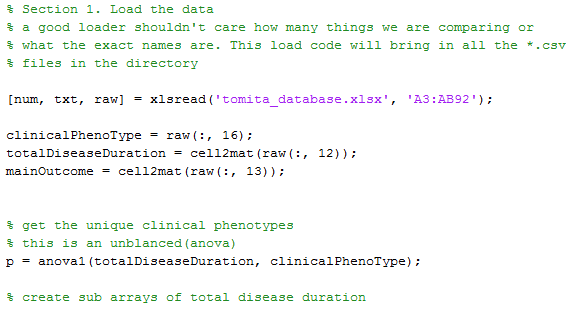 % Section 1. Load the data
% a good loader shouldn't care how many things we are comparing or
% what the exact names are. This load code will bring in all the *.csv
% files in the directory
[num, txt, raw] = xlsread('tomita_database.xlsx', 'A3:AB92');
clinicalPhenoType = raw(:, 16);
totalDiseaseDuration = cell2mat(raw(:, 12));
mainOutcome = cell2mat(raw(:, 13));
% get the unique clinical phenotypes
% this is an unblanced(anova)
p = anova1(totalDiseaseDuration, clinicalPhenoType);
% create sub arrays of total disease duration